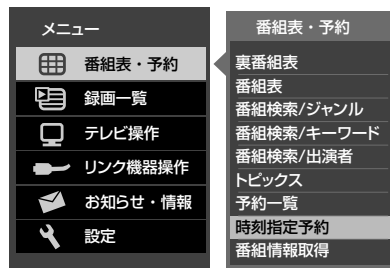 メニュー
番組表・予約
録画一覧
テレビ操作
リンク機器操作
お知らせ・情報
設定
番組表・予約
裏番組表
番組表
番組検索/ジャンル
番組検索/キーワード
番組検索/出演者
トピックス
予約一覧
時刻指定予約
番組情報取得